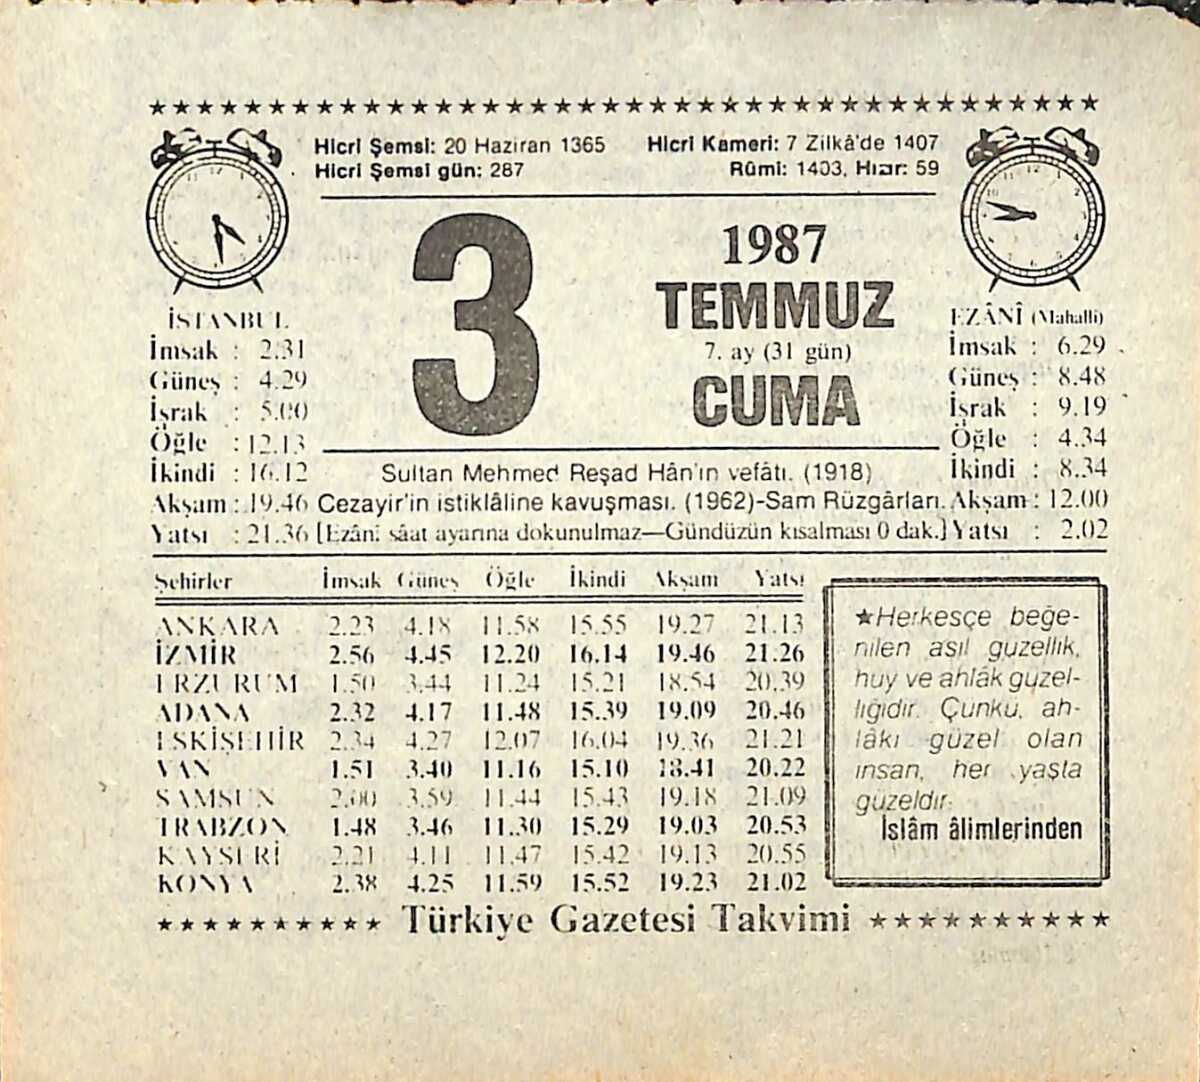 Hicri Şemsi: 20 Haziran 1365
Hicri Kameri: 7 Zilkâ'de 1407
Hicri Şemsi gün: 287
Rûmi: 1403, Hızır: 59
3
1987
TEMMUZ
7. ay (31 gün)
CUMA
İSTANBUL
İmsak : 2.31
Güneş : 4.29
İşrak : 5.00
Öğle : 12.13
İkindi : 16.12
Akşam : 19.46
Yatsı : 21.36
EZÂNÎ (Mahalli)
İmsak : 6.29
Güneş : 8.48
İşrak : 9.19
Öğle : 4.34
İkindi : 8.34
Akşam : 12.00
Yatsı : 2.02
Sultan Mehmed Reşad Hân'ın vefâtı. (1918)
Cezayir'in istiklâline kavuşması. (1962)-Sam Rüzgârları.
[Ezânî sâat ayarına dokunulmaz—Gündüzün kısalması 0 dak.]
Şehirler İmsak Güneş Öğle İkindi Akşam Yatsı
ANKARA 2.23 4.18 11.58 15.55 19.27 21.13
İZMİR 2.56 4.45 12.20 16.14 19.46 21.26
ERZURUM 1.50 3.44 11.24 15.21 18.54 20.39
ADANA 2.32 4.17 11.48 15.39 19.09 20.46
ESKİŞEHİR 2.34 4.27 12.07 16.04 19.36 21.21
VAN 1.51 3.40 11.16 15.10 18.41 20.22
SAMSUN 2.00 3.59 11.44 15.43 19.18 21.09
TRABZON 1.48 3.46 11.30 15.29 19.03 20.53
KAYSERİ 2.21 4.11 11.47 15.42 19.13 20.55
KONYA 2.38 4.25 11.59 15.52 19.23 21.02
★Herkesçe beğe-
nilen asıl güzellik,
huy ve ahlâk güzel-
liğidir. Çünkü, ah-
lâkı güzel olan
insan, her yaşta
güzeldir.
İslâm âlimlerinden
Türkiye Gazetesi Takvimi